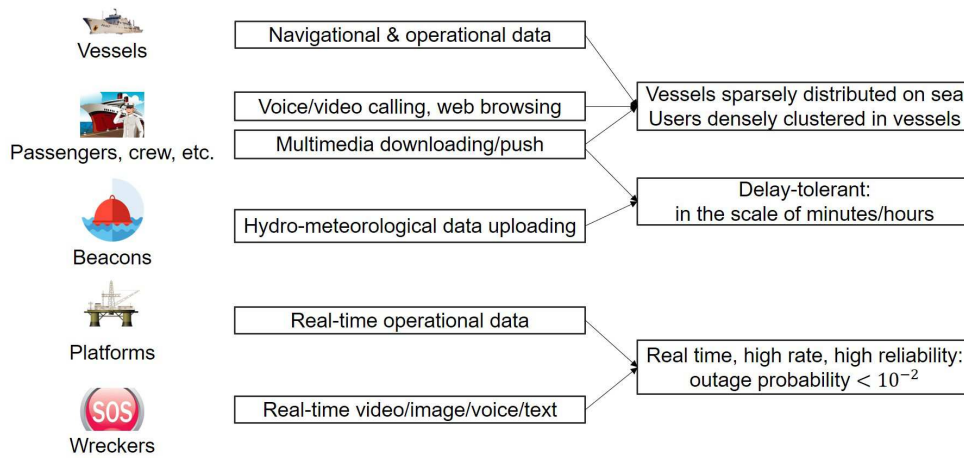 Vessels
Navigational & operational data
Voice/video calling, web browsing
Vessels sparsely distributed on sea
Users densely clustered in vessels
Passengers, crew, etc.
Multimedia downloading/push
Delay-tolerant:
in the scale of minutes/hours
Hydro-meteorological data uploading
Beacons
Real-time operational data
Platforms
Real time, high rate, high reliability:
outage probability < 10⁻²
SOS
Real-time video/image/voice/text
Wreckers